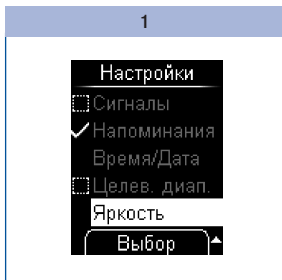 1
Настройки
Сигналы
Напоминания
Время/Дата
Целев. диап.
Яркость
Выбор